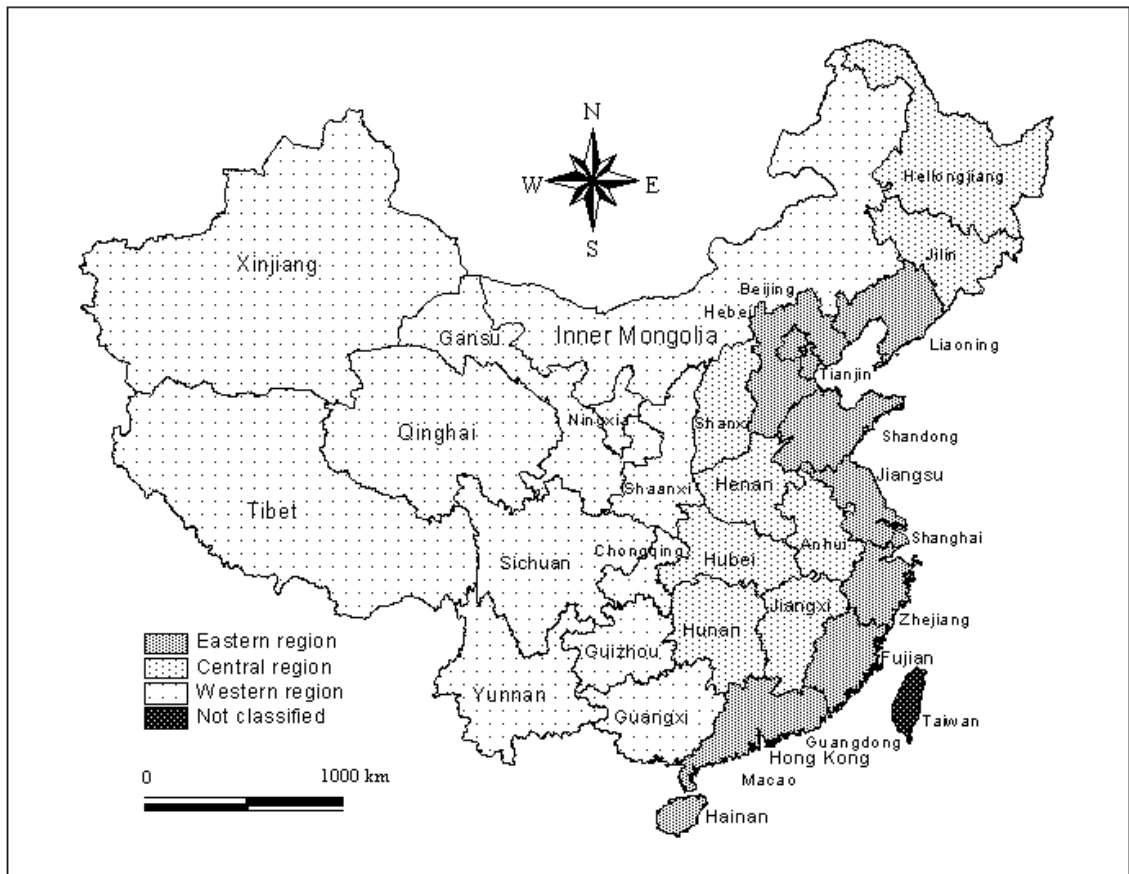 N
W E
S
Heilongjiang
Jilin
Xinjiang
Beijing
Hebei
Gansu
Inner Mongolia
Liaoning
Tianjin
Ningxia
Shanxi
Qinghai
Shandong
Jiangsu
Shaanxi
Henan
Tibet
Shanghai
Anhui
Chongqing
Sichuan
Hubei
Jiangxi
Zhejiang
Hunan
Eastern region
Guizhou
Fujian
Central region
Western region
Yunnan
Not classified
Guangxi
Taiwan
Guangdong
Hong Kong
0 1000 km
Macao
Hainan